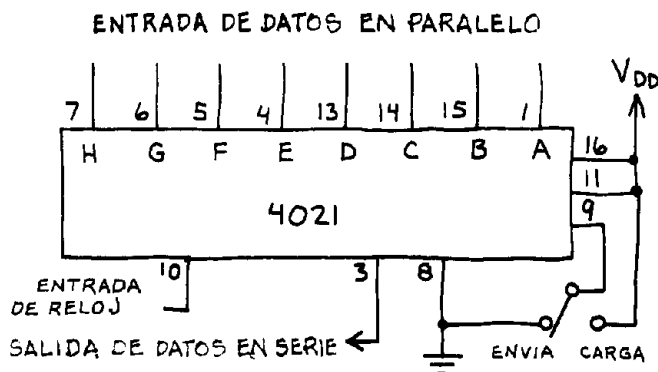 ENTRADA DE DATOS EN PARALELO
VDD
7 6 5 4 13 14 15 1
H G F E D C B A
16
11
9
4021
10 3 8
ENTRADA
DE RELOJ
SALIDA DE DATOS EN SERIE
ENVIA CARGA